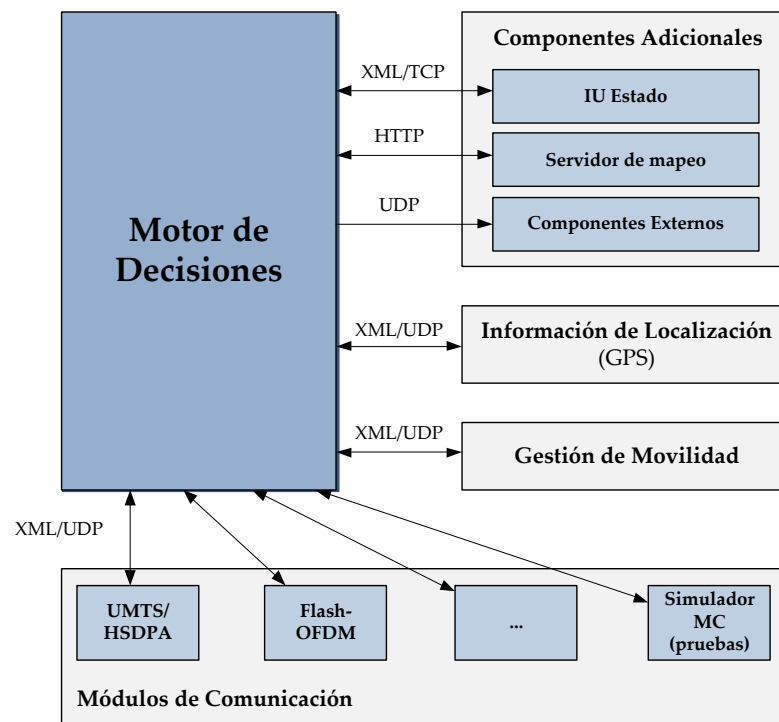 Componentes Adicionales
XML/TCP
IU Estado
HTTP
Servidor de mapeo
UDP
Componentes Externos
Motor de
Decisiones
XML/UDP
Información de Localización
(GPS)
XML/UDP
Gestión de Movilidad
XML/UDP
UMTS/
HSDPA
Flash-
OFDM
...
Simulador
MC
(pruebas)
Módulos de Comunicación